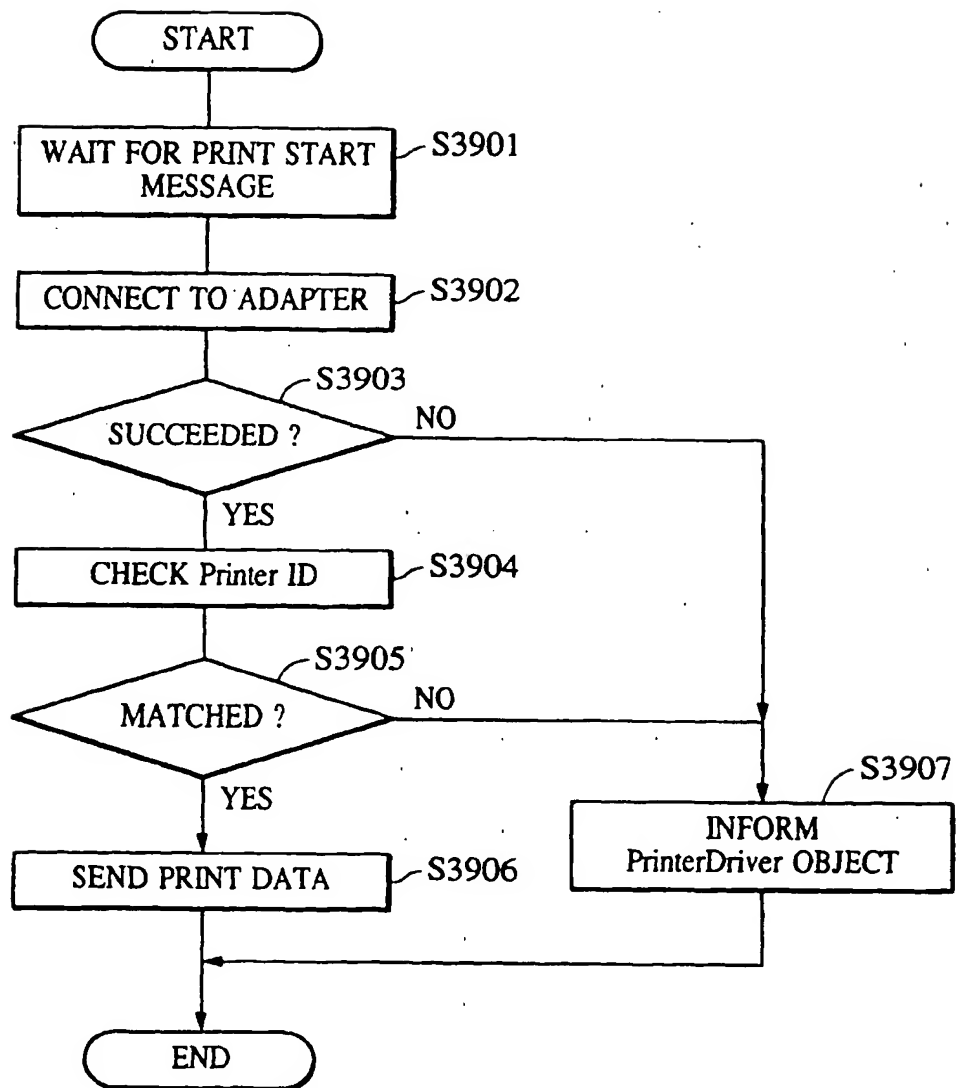 START
WAIT FOR PRINT START
MESSAGE
S3901
CONNECT TO ADAPTER
S3902
S3903
SUCCEEDED ?
NO
YES
CHECK Printer ID
S3904
S3905
MATCHED ?
NO
YES
S3907
INFORM
PrinterDriver OBJECT
SEND PRINT DATA
S3906
END